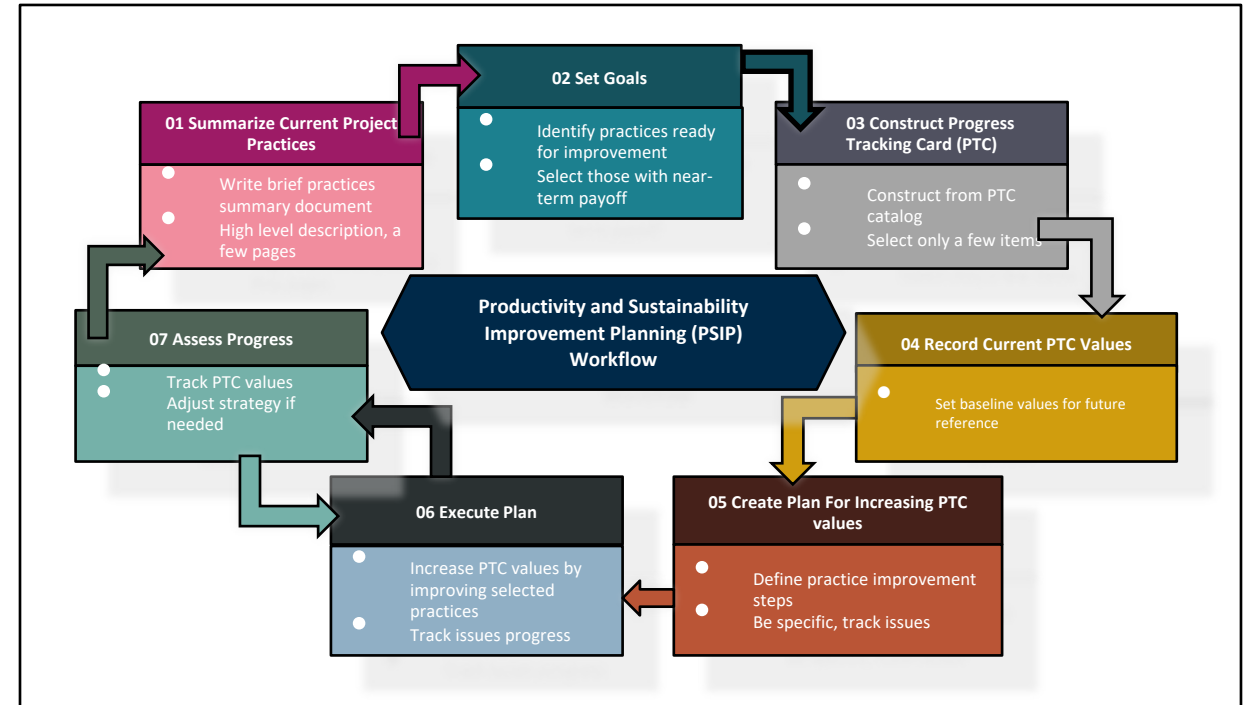 01 Summarize Current Project
Practices
Write brief practices
summary document
High level description, a
few pages
02 Set Goals
Identify practices ready
for improvement
Select those with near-
term payoff
03 Construct Progress
Tracking Card (PTC)
Construct from PTC
catalog
Select only a few items
Productivity and Sustainability
Improvement Planning (PSIP)
Workflow
04 Record Current PTC Values
Set baseline values for future
reference
05 Create Plan For Increasing PTC
values
Define practice improvement
steps
Be specific, track issues
06 Execute Plan
Increase PTC values by
improving selected
practices
Track issues progress
07 Assess Progress
Track PTC values
Adjust strategy if
needed